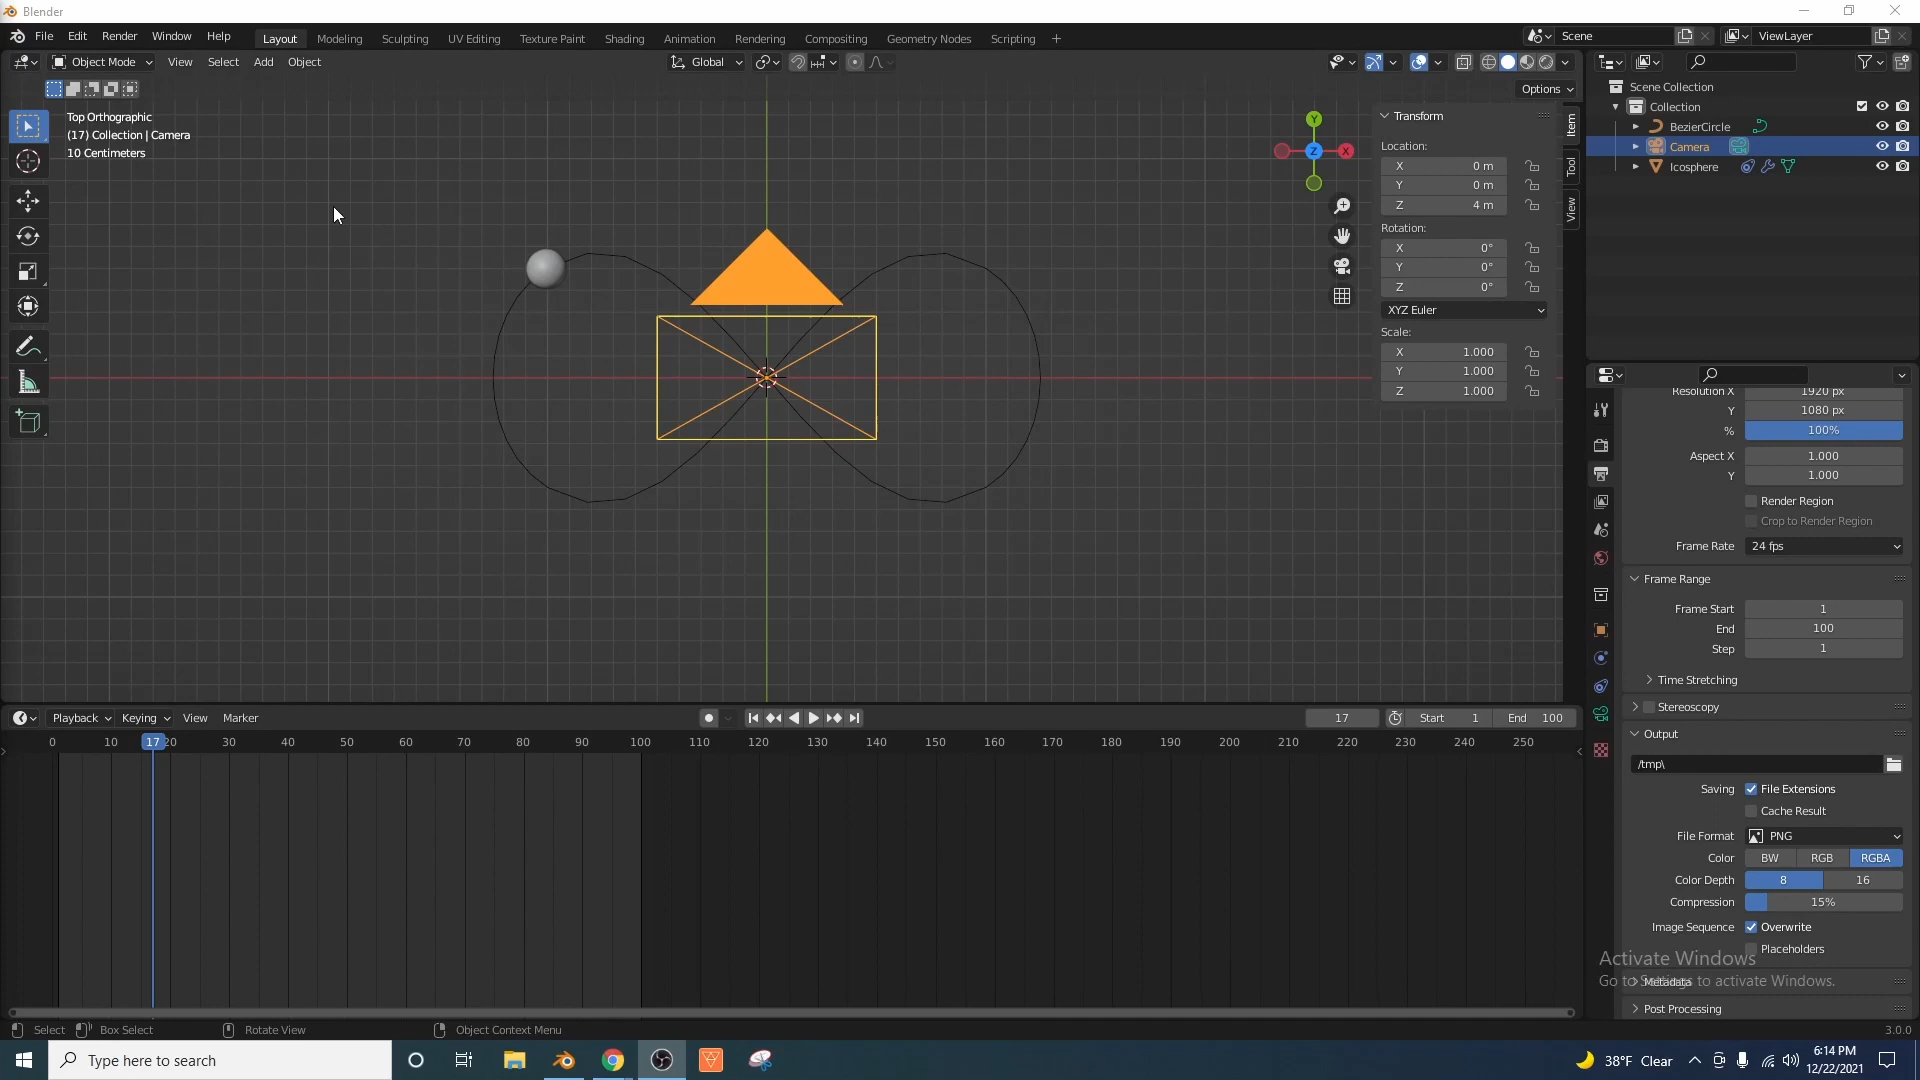 Blender
File Edit Render Window Help Layout Modeling Sculpting UV Editing Texture Paint Shading Animation Rendering Compositing Geometry Nodes Scripting + Scene ViewLayer
Object Mode View Select Add Object Global
Options
Top Orthographic
(17) Collection | Camera
10 Centimeters
Y
Z
X
Transform
Location:
X 0 m
Y 0 m
Z 4 m
Rotation:
X 0°
Y 0°
Z 0°
XYZ Euler
Scale:
X 1.000
Y 1.000
Z 1.000
Item
Tool
View
Scene Collection
Collection
BezierCircle
Camera
Icosphere
Resolution X 1920 px
Y 1080 px
% 100%
Aspect X 1.000
Y 1.000
Render Region
Crop to Render Region
Frame Rate 24 fps
Frame Range
Frame Start 1
End 100
Step 1
Time Stretching
Stereoscopy
Output
/tmp\
Saving File Extensions
Cache Result
File Format PNG
Color BW RGB RGBA
Color Depth 8 16
Compression 15%
Image Sequence Overwrite
Placeholders
Metadata
Post Processing
Activate Windows
Go to Settings to activate Windows.
Playback Keying View Marker 17 Start 1 End 100
0 10 17 20 30 40 50 60 70 80 90 100 110 120 130 140 150 160 170 180 190 200 210 220 230 240 250
Select Box Select Rotate View Object Context Menu 3.0.0
Type here to search
38°F Clear
6:14 PM
12/22/2021